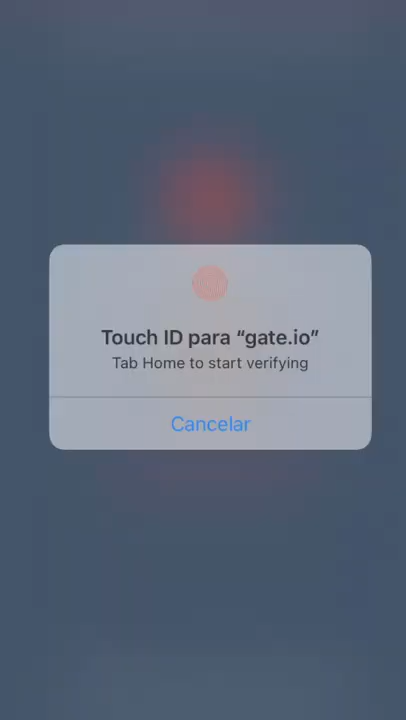 Touch ID para “gate.io”
Tab Home to start verifying
Cancelar